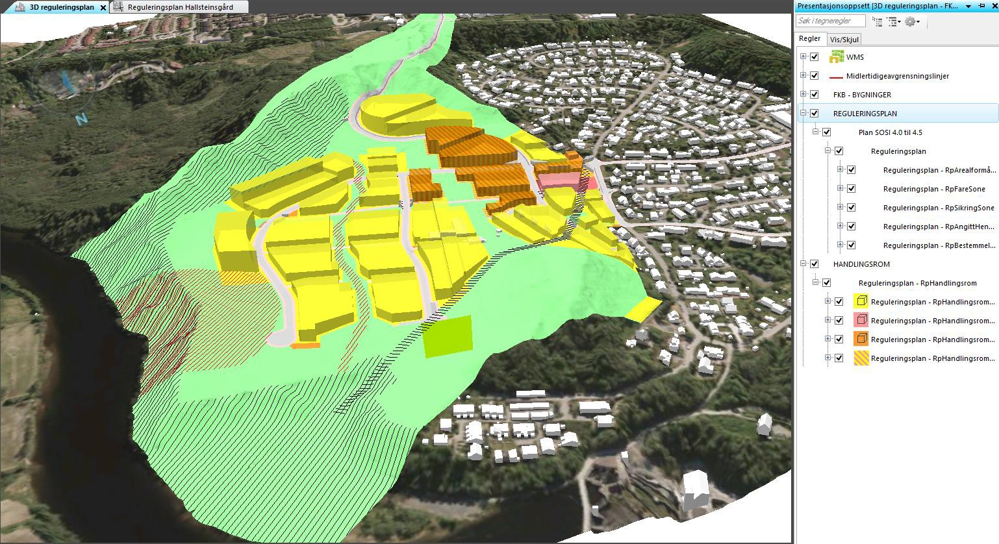 3D reguleringsplan
Reguleringsplan Hallsteinsgård
N
Presentasjonsoppsett [3D reguleringsplan - FK...
Søk i tegneregler
Regler
Vis/Skjul
WMS
Midlertidigeavgrensningslinjer
FKB - BYGNINGER
REGULERINGSPLAN
Plan SOSI 4.0 til 4.5
Reguleringsplan
Reguleringsplan - RpArealformå...
Reguleringsplan - RpFareSone
Reguleringsplan - RpSikringSone
Reguleringsplan - RpAngittHen...
Reguleringsplan - RpBestemmel...
HANDLINGSROM
Reguleringsplan - RpHandlingsrom
Reguleringsplan - RpHandlingsrom...
Reguleringsplan - RpHandlingsrom...
Reguleringsplan - RpHandlingsrom...
Reguleringsplan - RpHandlingsrom...